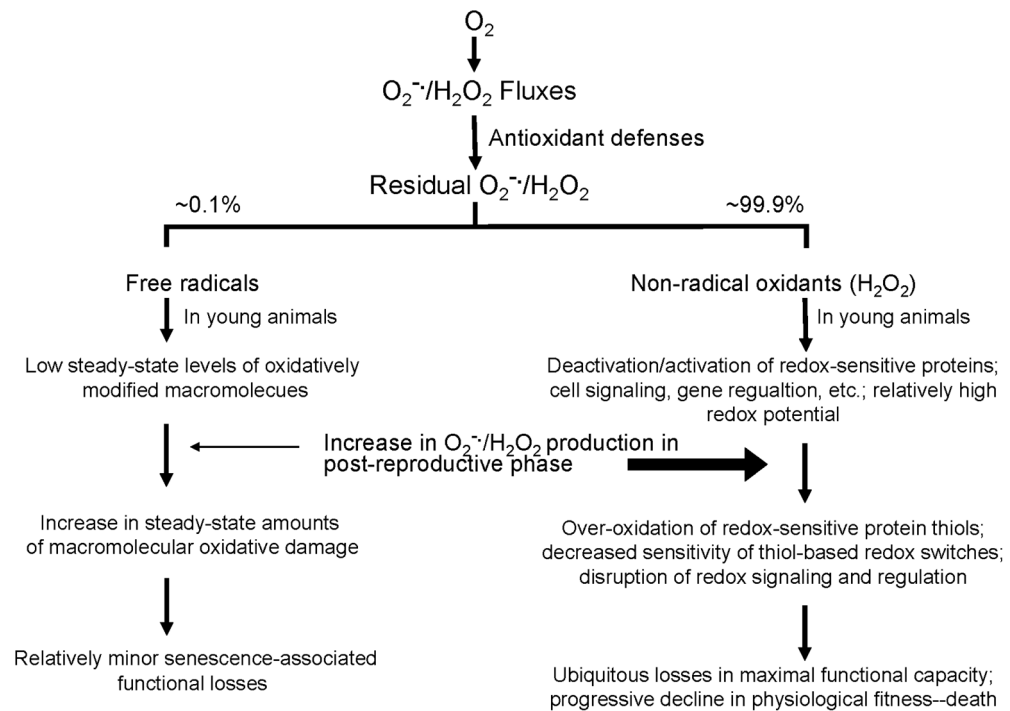 O₂
O₂⁻·/H₂O₂ Fluxes
Antioxidant defenses
Residual O₂⁻·/H₂O₂
~0.1%
~99.9%
Free radicals
In young animals
Low steady-state levels of oxidatively
modified macromolecues
Non-radical oxidants (H₂O₂)
In young animals
Deactivation/activation of redox-sensitive proteins;
cell signaling, gene regualtion, etc.; relatively high
redox potential
Increase in O₂⁻·/H₂O₂ production in
post-reproductive phase
Increase in steady-state amounts
of macromolecular oxidative damage
Over-oxidation of redox-sensitive protein thiols;
decreased sensitivity of thiol-based redox switches;
disruption of redox signaling and regulation
Relatively minor senescence-associated
functional losses
Ubiquitous losses in maximal functional capacity;
progressive decline in physiological fitness--death